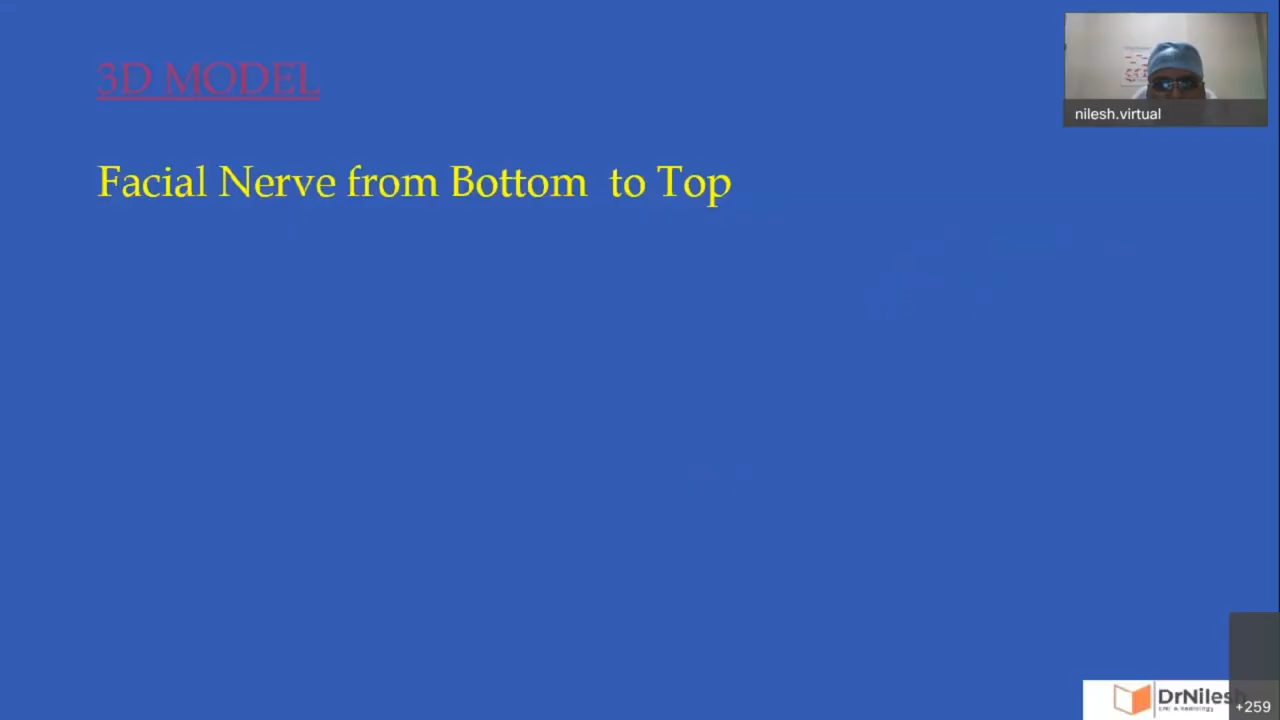 3D MODEL
nilesh.virtual
Facial Nerve from Bottom to Top
DrNilesh
+259